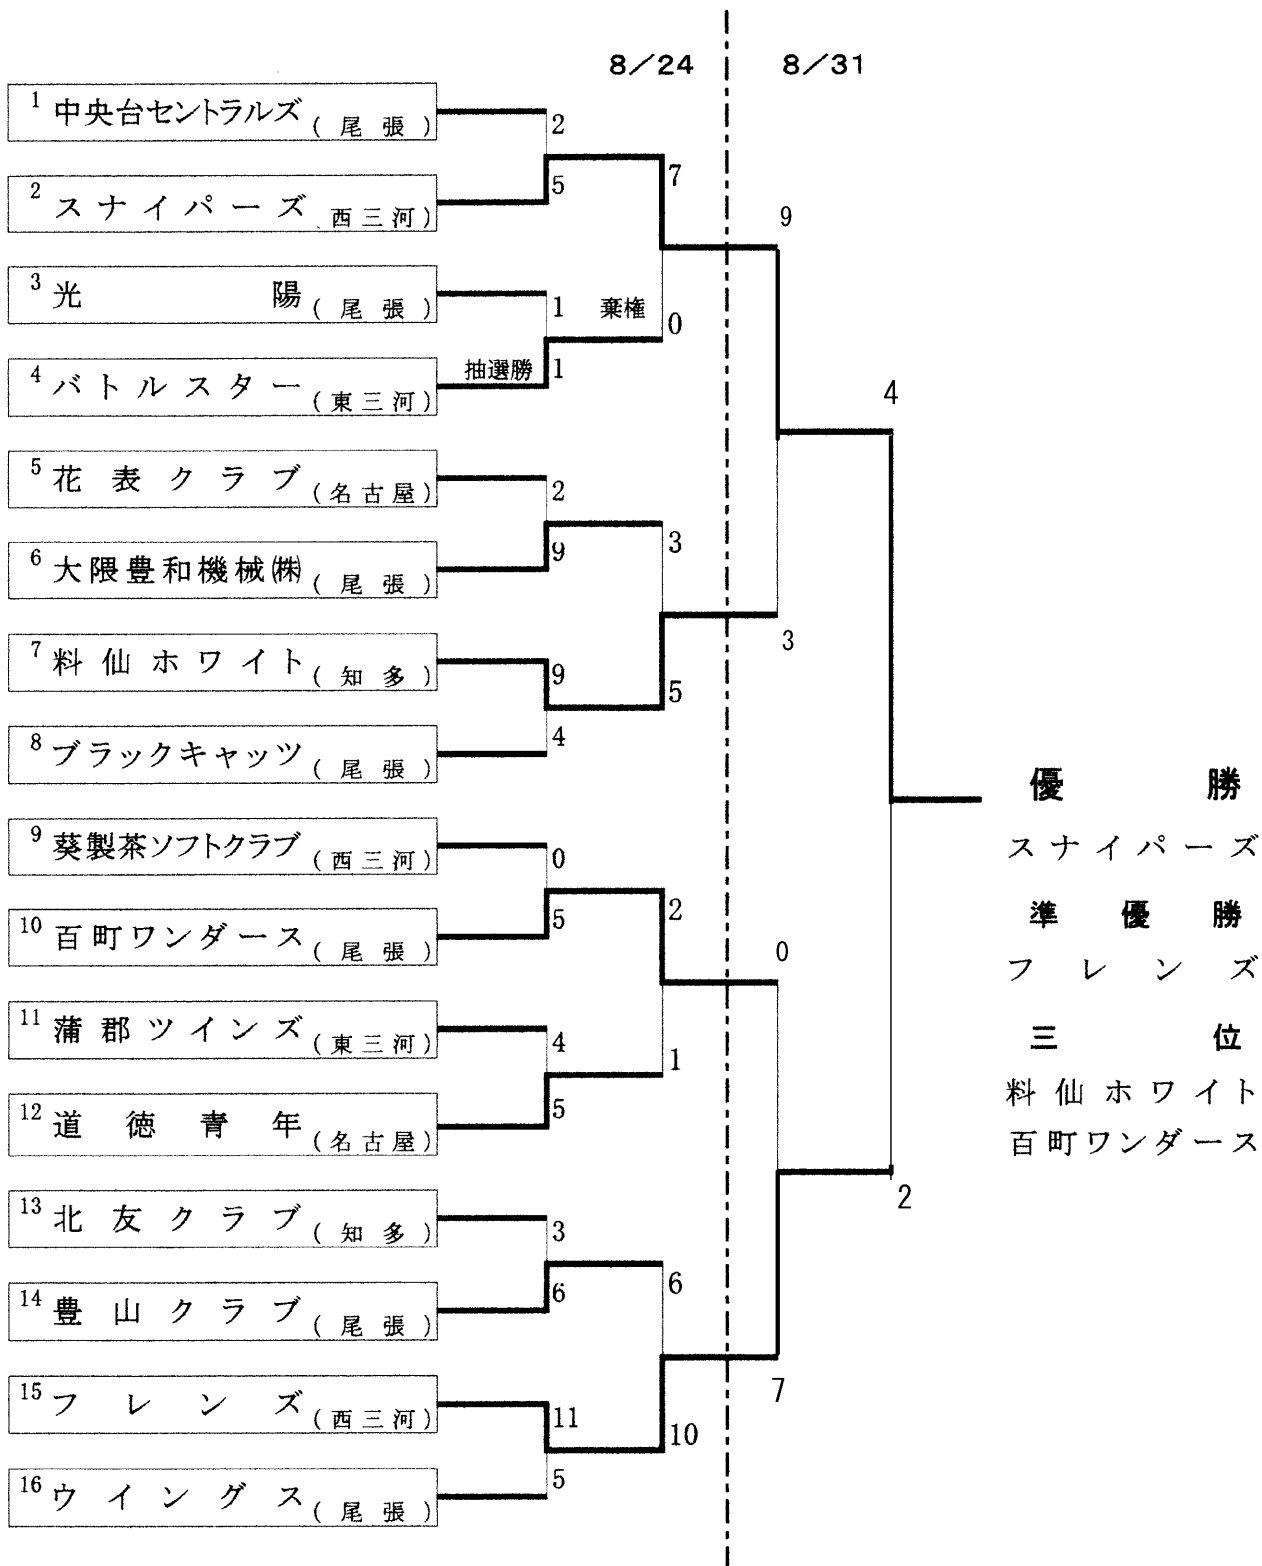 8/24 8/31
1 中央台セントラルズ (尾張)
2
2 スナイパーズ 西三河)
5
7
9
3 光陽 (尾張)
1
棄権
0
4 バトルスター (東三河)
抽選勝
1
4
5 花表クラブ (名古屋)
2
6 大隈豊和機械㈱ (尾張)
9
3
7 料仙ホワイト (知多)
9
5
3
8 ブラックキャッツ (尾張)
4
9 葵製茶ソフトクラブ (西三河)
0
10 百町ワンダース (尾張)
5
2
0
11 蒲郡ツインズ (東三河)
4
1
12 道徳青年 (名古屋)
5
13 北友クラブ (知多)
3
14 豊山クラブ (尾張)
6
6
2
15 フレンズ (西三河)
11
10
7
16 ウイングス (尾張)
5
優勝
スナイパーズ
準優勝
フレンズ
三位
料仙ホワイト
百町ワンダース